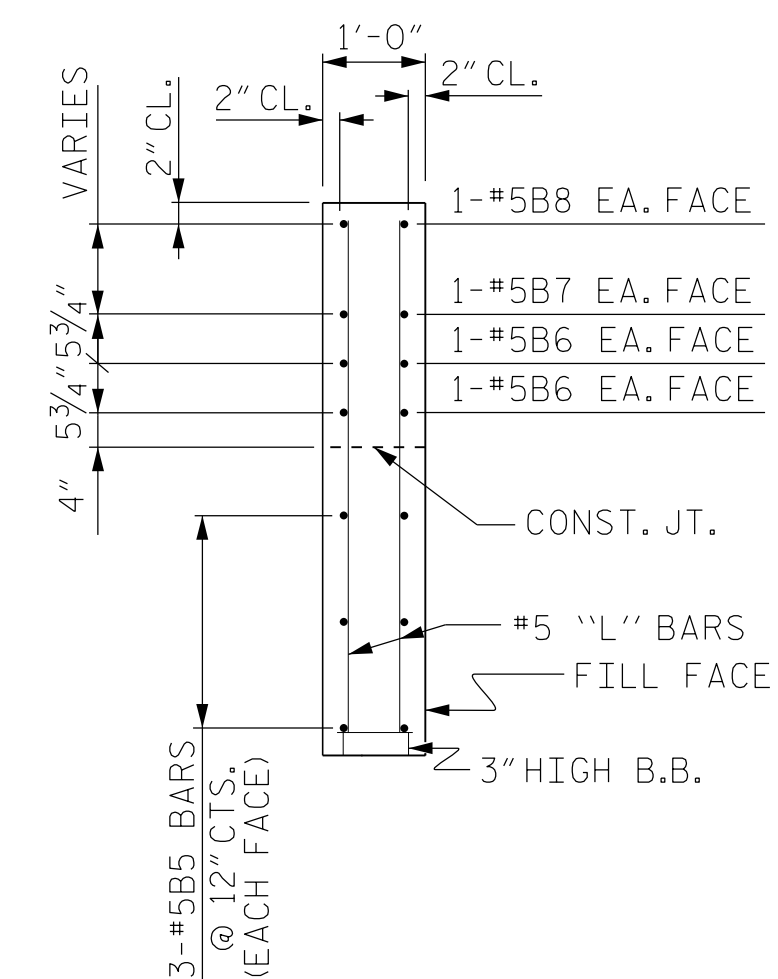 1'-0"
2" CL.
2" CL.
VARIES
2" CL.
1-#5B8 EA. FACE
1-#5B7 EA. FACE
1-#5B6 EA. FACE
1-#5B6 EA. FACE
5 3/4"
5 3/4"
4"
CONST. JT.
#5 "L" BARS
FILL FACE
3" HIGH B.B.
3-#5B5 BARS
@ 12" CTS.
(EACH FACE)